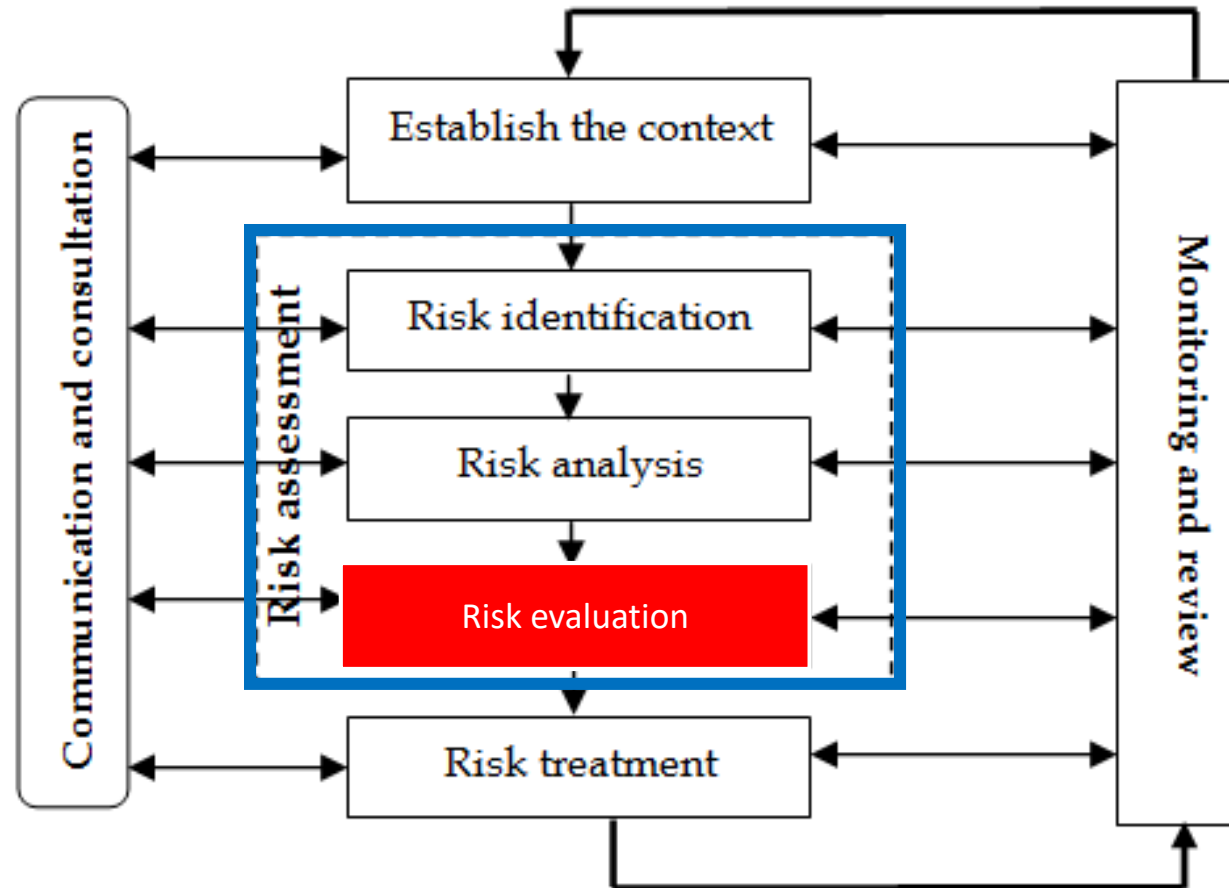 Establish the context
Communication and consultation
Risk assessment
Risk identification
Risk analysis
Risk evaluation
Risk treatment
Monitoring and review